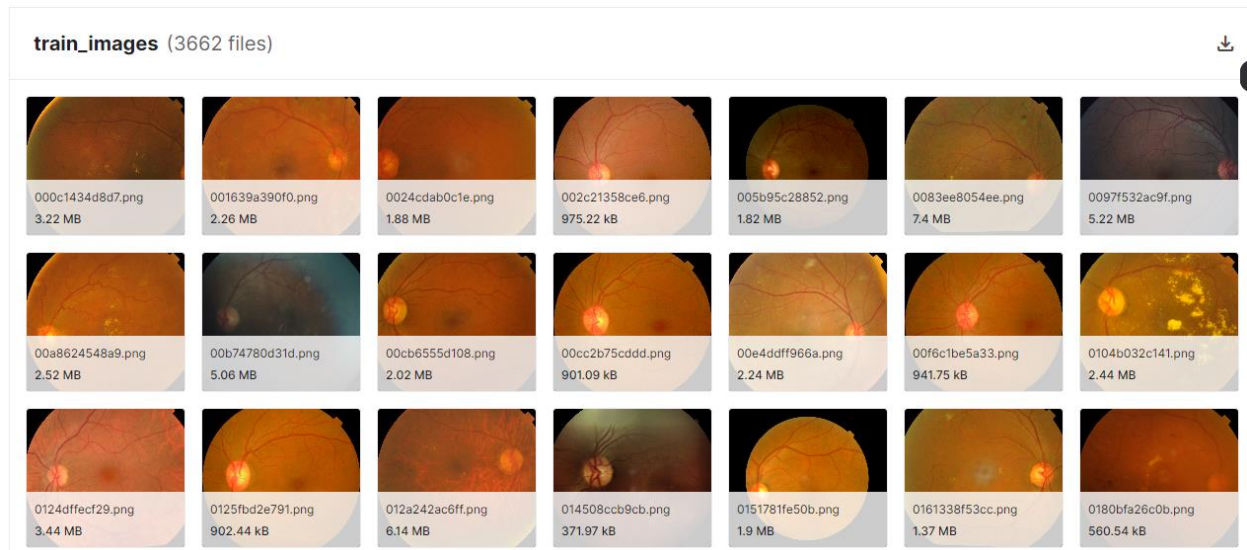 train_images (3662 files)
000c1434d8d7.png
3.22 MB
001639a390f0.png
2.26 MB
0024cdab0c1e.png
1.88 MB
002c21358ce6.png
975.22 kB
005b95c28852.png
1.82 MB
0083ee8054ee.png
7.4 MB
0097f532ac9f.png
5.22 MB
00a8624548a9.png
2.52 MB
00b74780d31d.png
5.06 MB
00cb6555d108.png
2.02 MB
00cc2b75cddd.png
901.09 kB
00e4ddff966a.png
2.24 MB
00f6c1be5a33.png
941.75 kB
0104b032c141.png
2.44 MB
0124dffecf29.png
3.44 MB
0125fbd2e791.png
902.44 kB
012a242ac6ff.png
6.14 MB
014508ccb9cb.png
371.97 kB
0151781fe50b.png
1.9 MB
0161338f53cc.png
1.37 MB
0180bfa26c0b.png
560.54 kB